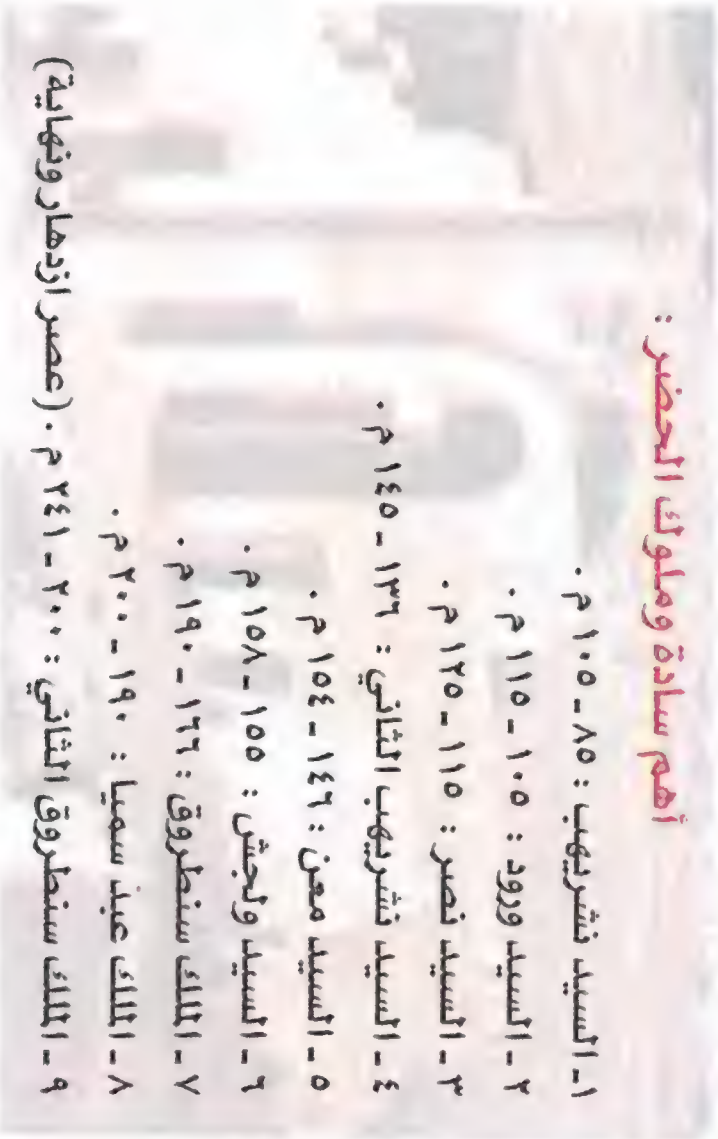 أهم سادة وملوك الحضر :
١ - السيد نشريهب : ٨٥ - ١٠٥ م .
٢ - السيد ورود : ١٠٥ - ١١٥ م .
٣ - السيد نصر : ١١٥ - ١٢٥ م .
٤ - السيد نشريهب الثاني : ١٣٦ - ١٤٥ م .
٥ - السيد معن : ١٤٦ - ١٥٤ م .
٦ - السيد ولجش : ١٥٥ - ١٥٨ م .
٧ - الملك سنطروق : ١٦٦ - ١٩٠ م .
٨ - الملك عبد سميا : ١٩٠ - ٢٠٠ م .
٩ - الملك سنطروق الثاني : ٢٠٠ - ٢٤١ م . (عصر ازدهار ونهاية)